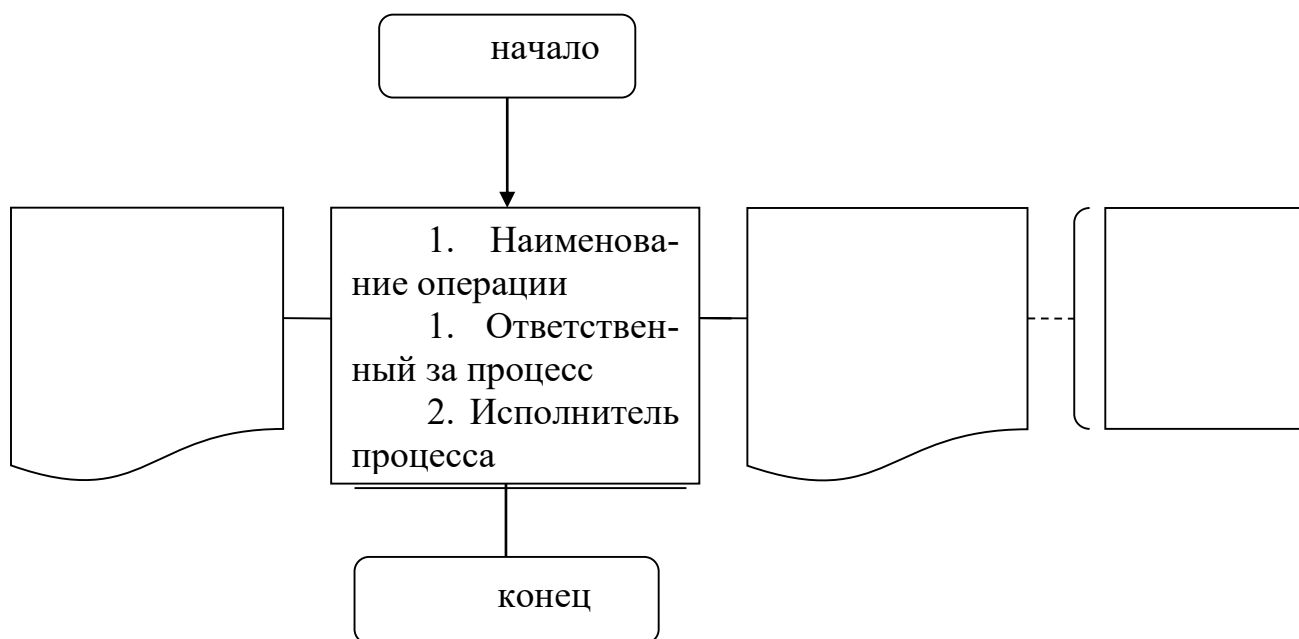 начало
1. Наименова-
ние операции
1. Ответствен-
ный за процесс
2. Исполнитель
процесса
конец